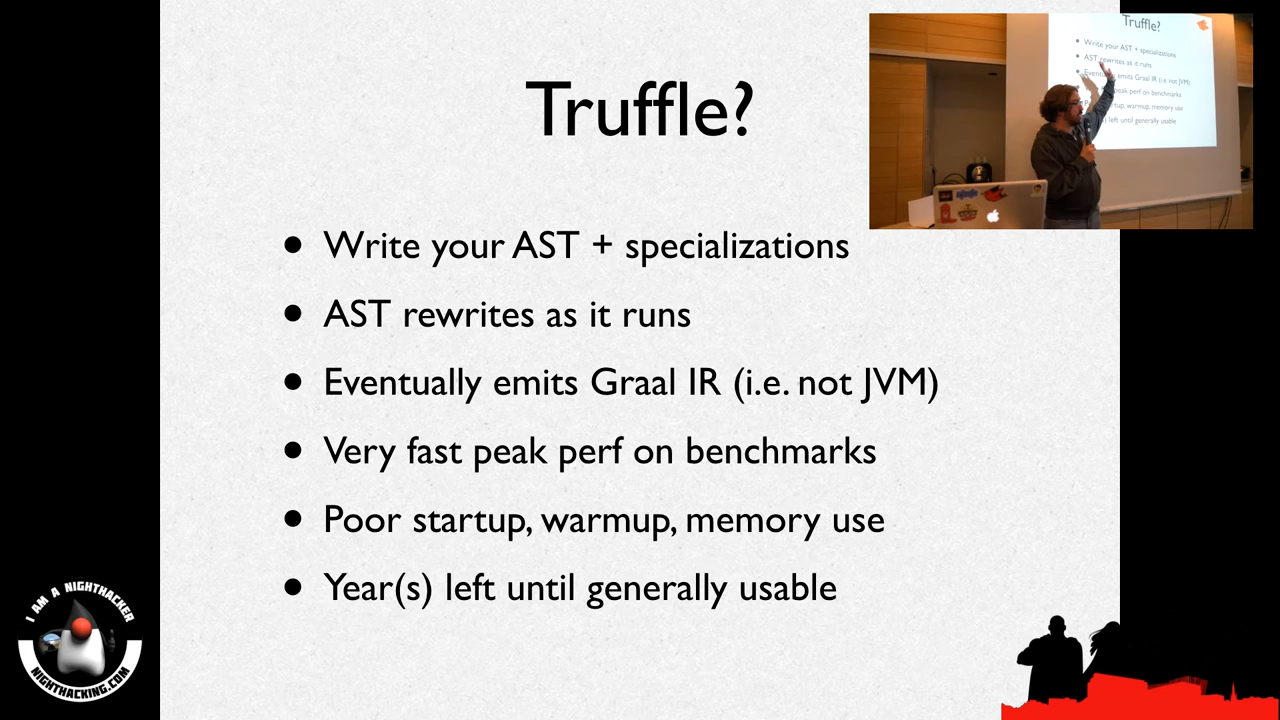 Truffle?
Write your AST + specializations
AST rewrites as it runs
Eventually emits Graal IR (i.e. not JVM)
Very fast peak perf on benchmarks
Poor startup, warmup, memory use
Year(s) left until generally usable
Truffle?
Write your AST + specializations
AST rewrites as it runs
emits Graal IR (i.e. not JVM)
peak perf on benchmarks
warmup, memory use
left until generally usable
I AM A NIGHTHACKER
NIGHTHACKING.COM